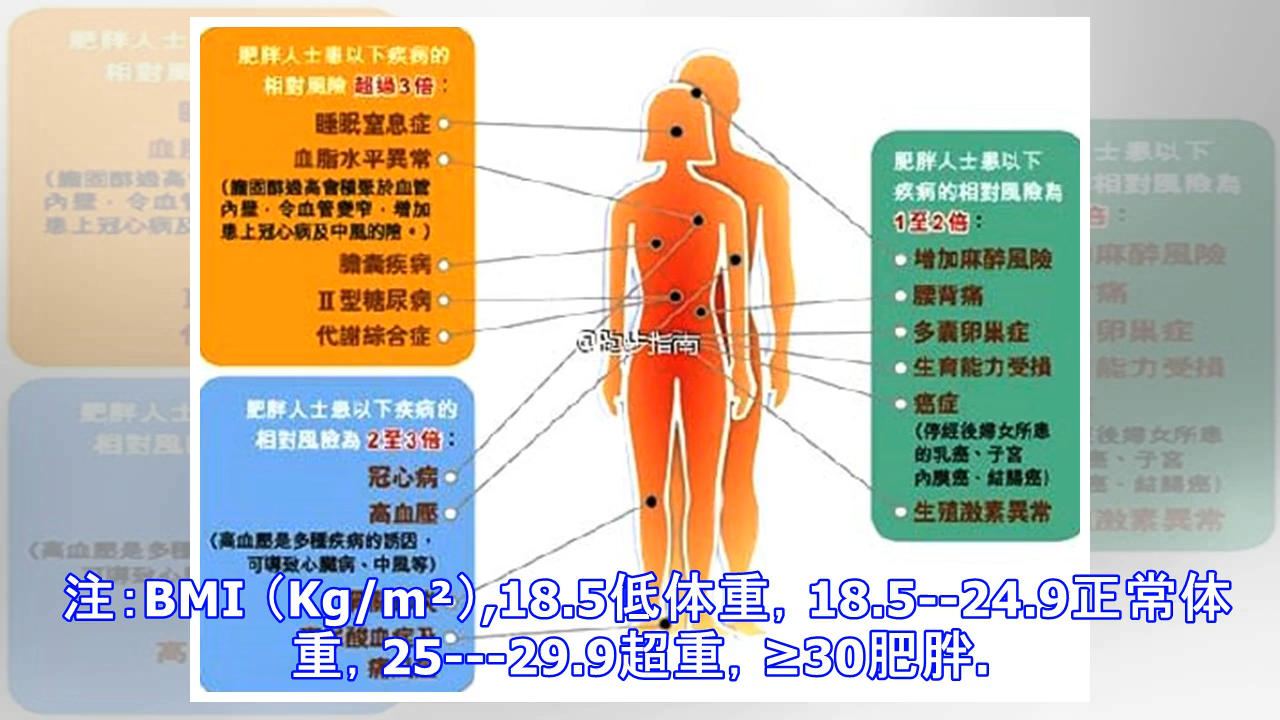 肥胖人士患以下疾病的
相對風險 超過3倍：
睡眠窒息症
血脂水平異常
（膽固醇過高會積聚於血管
內壁，令血管變窄，增加
患上冠心病及中風的險。）
膽囊疾病
II型糖尿病
代謝綜合症
肥胖人士患以下疾病的
相對風險為 2至3倍：
冠心病
高血壓
（高血壓是多種疾病的誘因，
可導致心臟病、中風等）
肥胖人士患以下
疾病的相對風險為
1至2倍：
增加麻醉風險
腰背痛
多囊卵巢症
生育能力受損
癌症
（停經後婦女所患
的乳癌、子宮
內膜癌、結腸癌）
生殖激素異常
@跑步指南
注:BMI（Kg/m²）,18.5低体重, 18.5--24.9正常体
重, 25---29.9超重, ≥30肥胖.